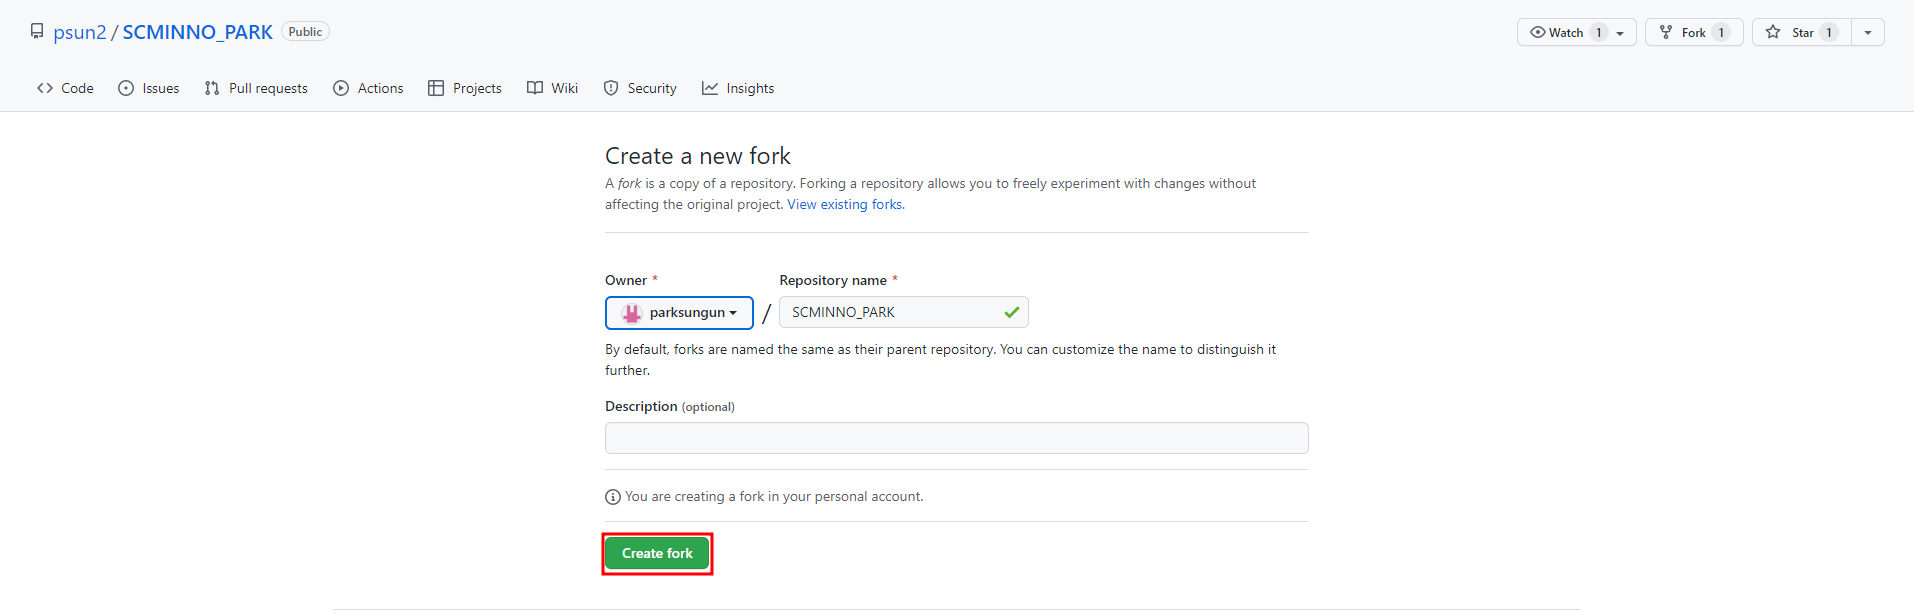 psun2 / SCMINNO_PARK Public
Watch 1 Fork 1 Star 1
Code Issues Pull requests Actions Projects Wiki Security Insights
Create a new fork
A fork is a copy of a repository. Forking a repository allows you to freely experiment with changes without
affecting the original project. View existing forks.
Owner * Repository name *
parksungun / SCMINNO_PARK
By default, forks are named the same as their parent repository. You can customize the name to distinguish it
further.
Description (optional)
You are creating a fork in your personal account.
Create fork